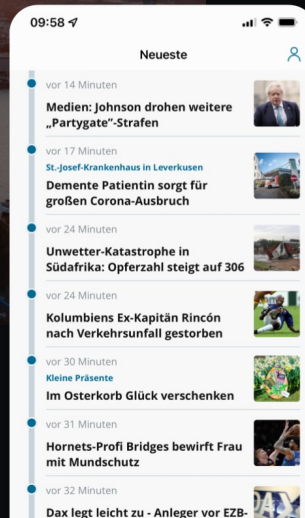 09:58
Neueste
vor 14 Minuten
Medien: Johnson drohen weitere
„Partygate“-Strafen
vor 17 Minuten
St.-Josef-Krankenhaus in Leverkusen
Demente Patientin sorgt für
großen Corona-Ausbruch
vor 24 Minuten
Unwetter-Katastrophe in
Südafrika: Opferzahl steigt auf 306
vor 24 Minuten
Kolumbiens Ex-Kapitän Rincón
nach Verkehrsunfall gestorben
vor 30 Minuten
Kleine Präsente
Im Osterkorb Glück verschenken
vor 31 Minuten
Hornets-Profi Bridges bewirft Frau
mit Mundschutz
vor 32 Minuten
Dax legt leicht zu - Anleger vor EZB-
DAX